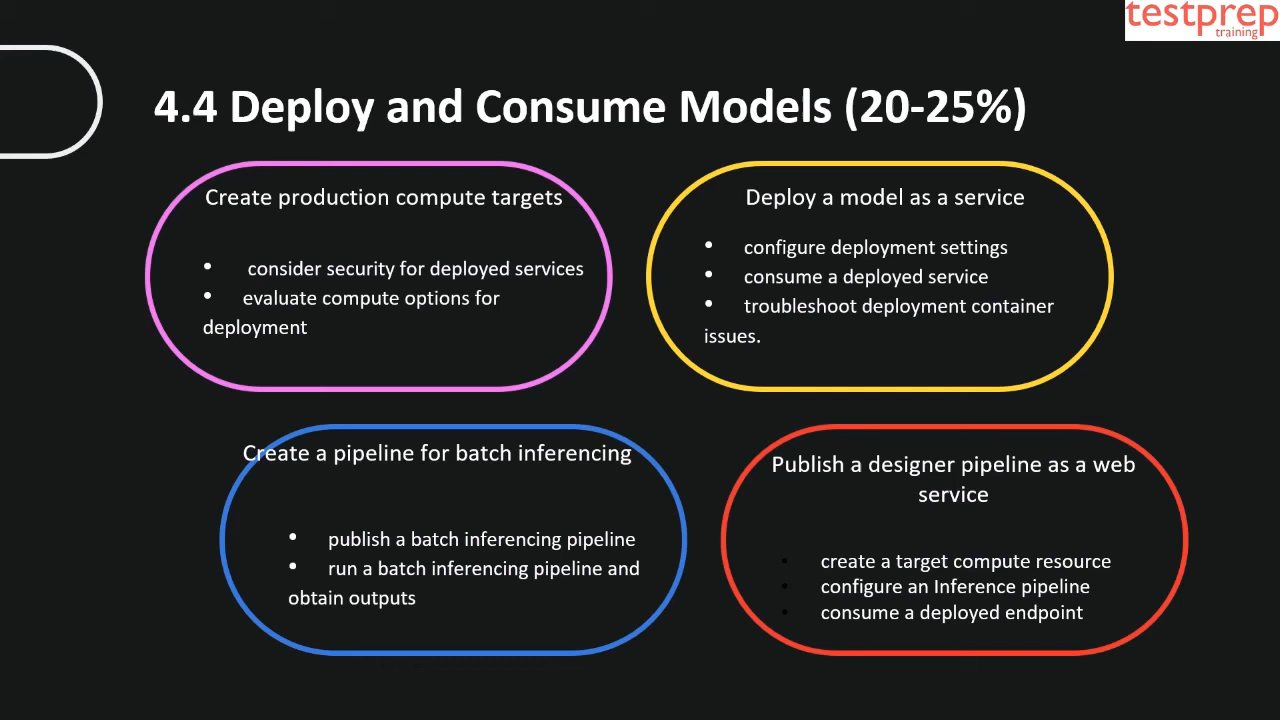 testprep
training
4.4 Deploy and Consume Models (20-25%)
Create production compute targets
• consider security for deployed services
• evaluate compute options for
deployment
Deploy a model as a service
• configure deployment settings
• consume a deployed service
• troubleshoot deployment container
issues.
Create a pipeline for batch inferencing
• publish a batch inferencing pipeline
• run a batch inferencing pipeline and
obtain outputs
Publish a designer pipeline as a web
service
• create a target compute resource
• configure an Inference pipeline
• consume a deployed endpoint